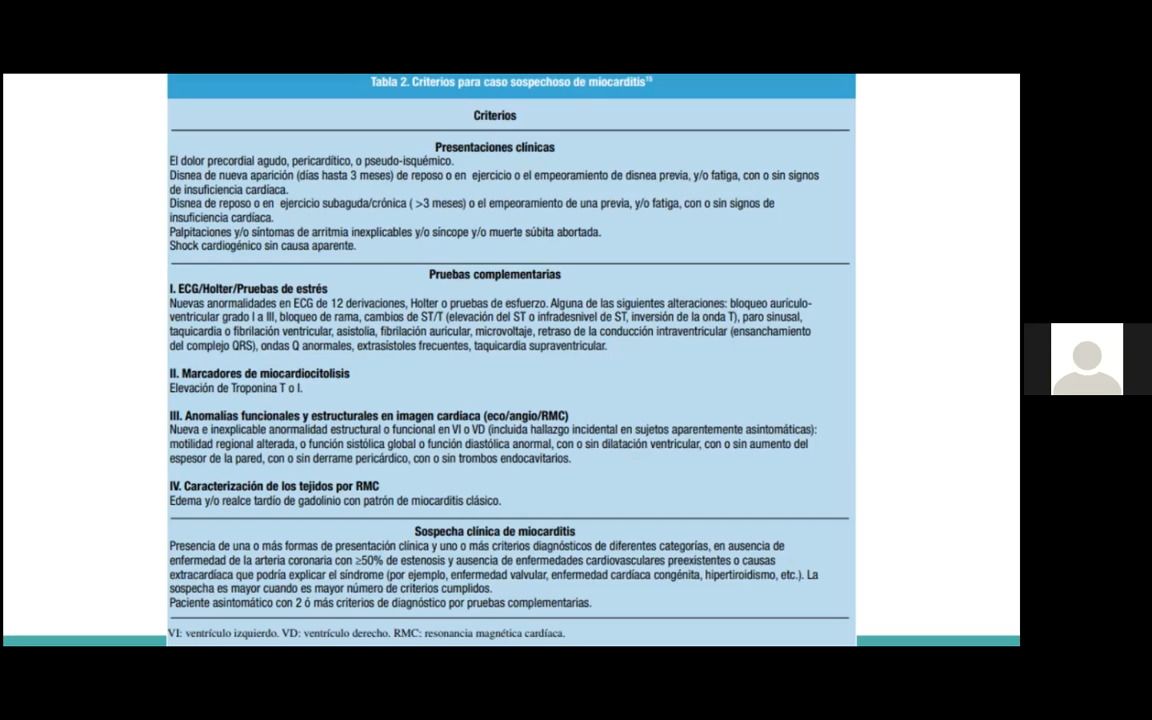 Tabla 2. Criterios para caso sospechoso de miocarditis15
Criterios
Presentaciones clínicas
El dolor precordial agudo, pericardítico, o pseudo-isquémico.
Disnea de nueva aparición (días hasta 3 meses) de reposo o en ejercicio o el empeoramiento de disnea previa, y/o fatiga, con o sin signos
de insuficiencia cardíaca.
Disnea de reposo o en ejercicio subaguda/crónica ( >3 meses) o el empeoramiento de una previa, y/o fatiga, con o sin signos de
insuficiencia cardíaca.
Palpitaciones y/o síntomas de arritmia inexplicables y/o síncope y/o muerte súbita abortada.
Shock cardiogénico sin causa aparente.
Pruebas complementarias
I. ECG/Holter/Pruebas de estrés
Nuevas anormalidades en ECG de 12 derivaciones, Holter o pruebas de esfuerzo. Alguna de las siguientes alteraciones: bloqueo aurículo-
ventricular grado I a III, bloqueo de rama, cambios de ST/T (elevación del ST o infradesnivel de ST, inversión de la onda T), paro sinusal,
taquicardia o fibrilación ventricular, asistolia, fibrilación auricular, microvoltaje, retraso de la conducción intraventricular (ensanchamiento
del complejo QRS), ondas Q anormales, extrasístoles frecuentes, taquicardia supraventricular.
II. Marcadores de miocardiocitolisis
Elevación de Troponina T o I.
III. Anomalías funcionales y estructurales en imagen cardiaca (eco/angio/RMC)
Nueva e inexplicable anormalidad estructural o funcional en VI o VD (incluida hallazgo incidental en sujetos aparentemente asintomáticos):
motilidad regional alterada, o función sistólica global o función diastólica anormal, con o sin dilatación ventricular, con o sin aumento del
espesor de la pared, con o sin derrame pericárdico, con o sin trombos endocavitarios.
IV. Caracterización de los tejidos por RMC
Edema y/o realce tardío de gadolinio con patrón de miocarditis clásico.
Sospecha clínica de miocarditis
Presencia de una o más formas de presentación clínica y uno o más criterios diagnósticos de diferentes categorías, en ausencia de
enfermedad de la arteria coronaria con ≥50% de estenosis y ausencia de enfermedades cardiovasculares preexistentes o causas
extracardíaca que podría explicar el síndrome (por ejemplo, enfermedad valvular, enfermedad cardíaca congénita, hipertiroidismo, etc.). La
sospecha es mayor cuando es mayor número de criterios cumplidos.
Paciente asintomático con 2 ó más criterios de diagnóstico por pruebas complementarias.
VI: ventrículo izquierdo. VD: ventrículo derecho. RMC: resonancia magnética cardíaca.